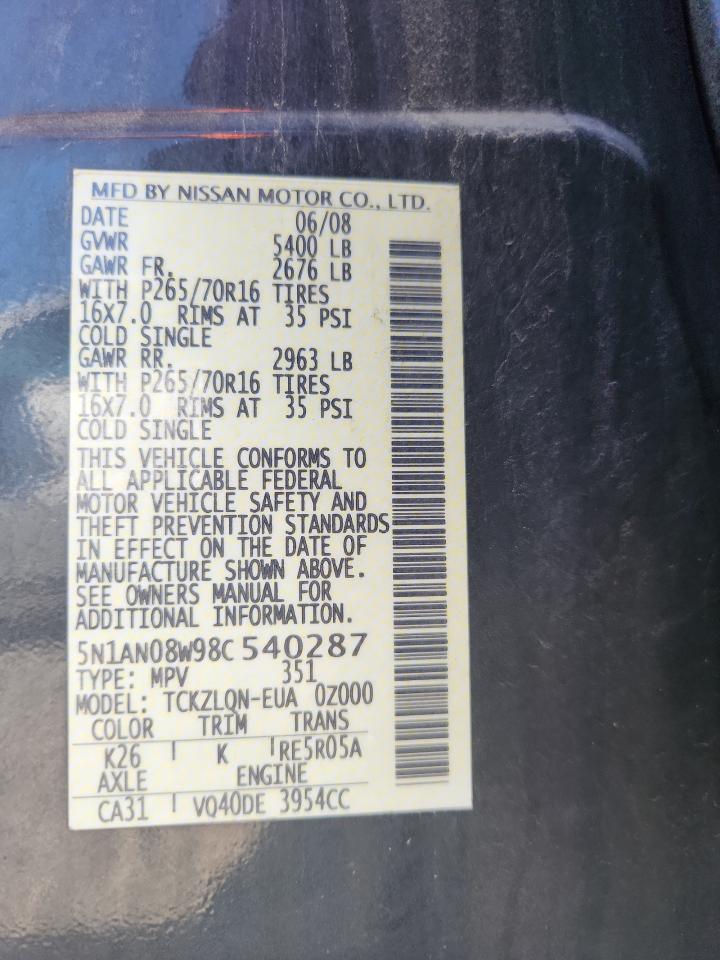 MFD BY NISSAN MOTOR CO., LTD.
DATE 06/08
GVWR 5400 LB
GAWR FR. 2676 LB
WITH P265/70R16 TIRES
16X7.0 RIMS AT 35 PSI
COLD SINGLE
GAWR RR. 2963 LB
WITH P265/70R16 TIRES
16X7.0 RIMS AT 35 PSI
COLD SINGLE
THIS VEHICLE CONFORMS TO
ALL APPLICABLE FEDERAL
MOTOR VEHICLE SAFETY AND
THEFT PREVENTION STANDARDS
IN EFFECT ON THE DATE OF
MANUFACTURE SHOWN ABOVE.
SEE OWNERS MANUAL FOR
ADDITIONAL INFORMATION.
5N1AN08W98C 540287
TYPE: MPV 351
MODEL: TCKZLQN-EUA 0Z000
COLOR TRIM TRANS
K26 K RE5R05A
AXLE ENGINE
CA31 VQ40DE 3954CC